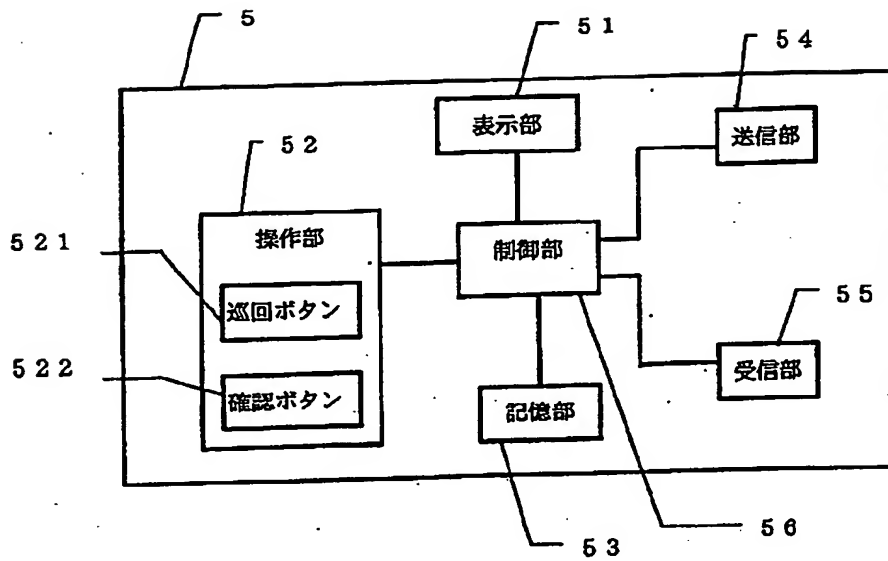 5
51
54
表示部
送信部
52
操作部
制御部
521
巡回ボタン
55
522
確認ボタン
記憶部
受信部
56
53